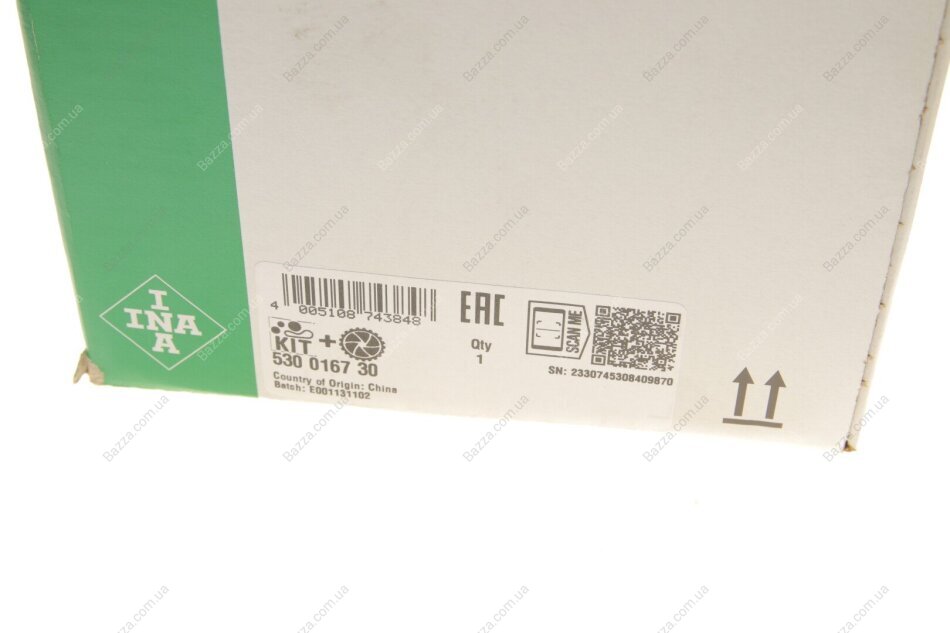 I
INA
A
4 005108 743848
EAC
KIT +
530 0167 30
Qty
1
SCAN ME
SN: 2330745308409870
Country of Origin: China
Batch: E001131102
Bazza.com.ua